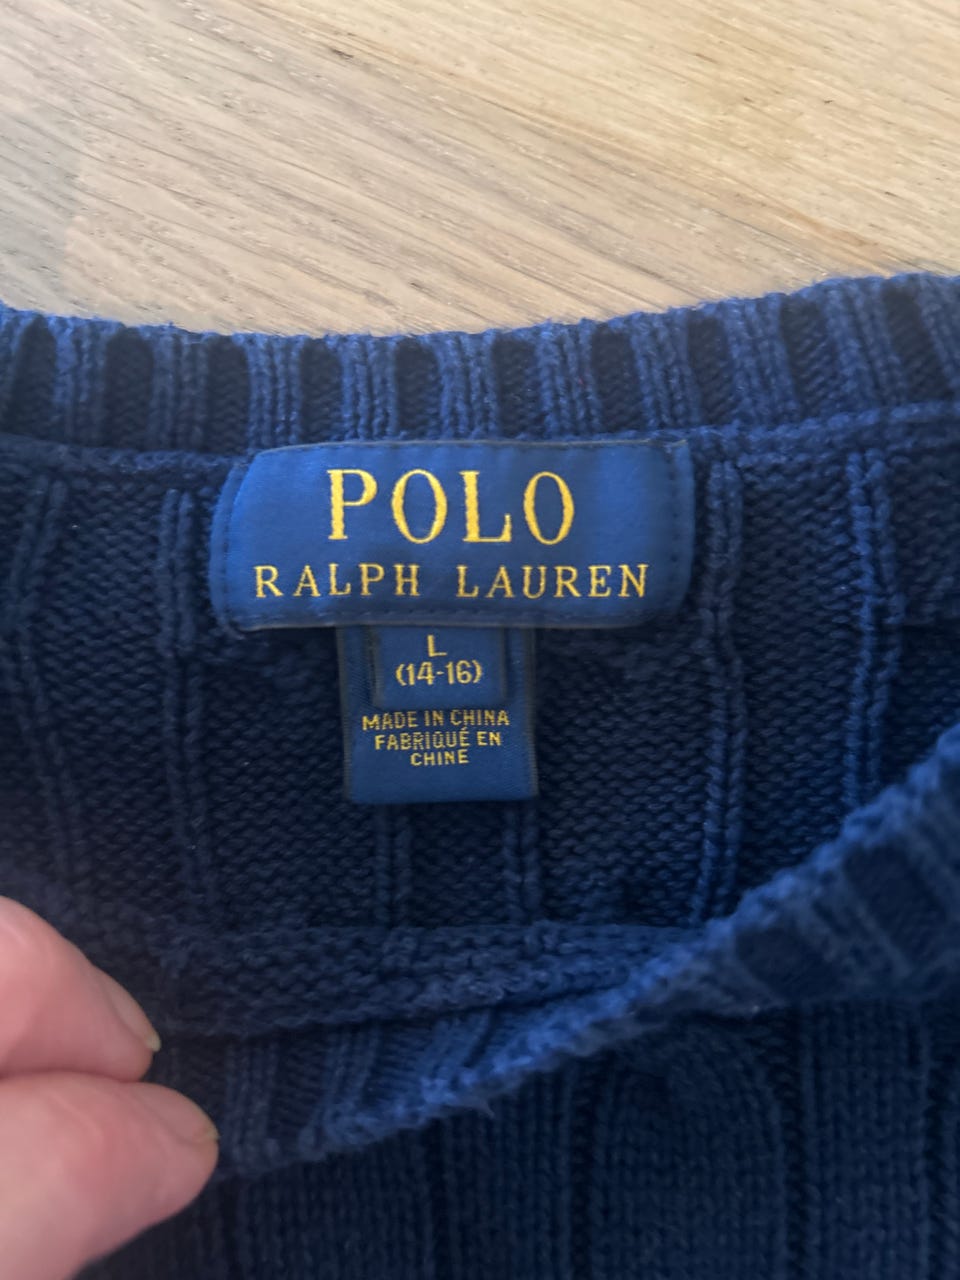 POLO
RALPH LAUREN
L
(14-16)
MADE IN CHINA
FABRIQUÉ EN
CHINE